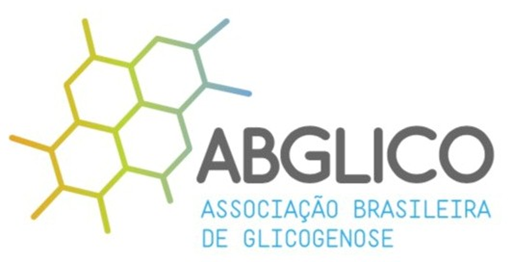 ABGLICO
ASSOCIAÇÃO BRASILEIRA
DE GLICOGENOSE